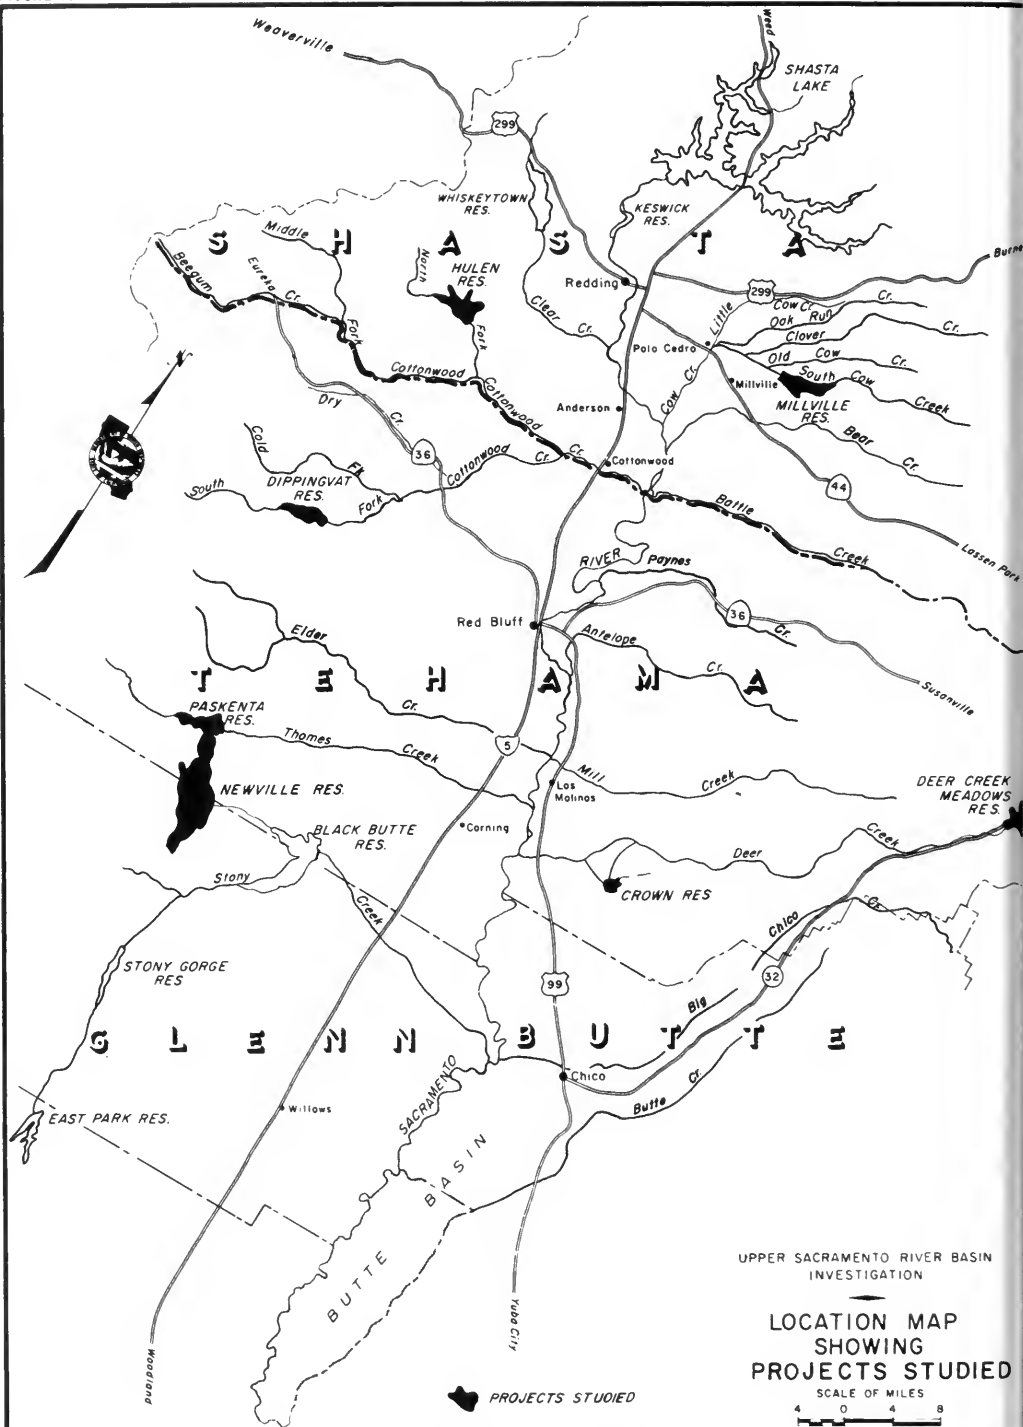 Weaverville
Weed
SHASTA
LAKE
299
WHISKEYTOWN
RES.
KESWICK
RES.
SHASTA
Middle
Beegum
Eureka
Cr.
Fork
North
HULEN
RES.
Fork
Clear
Cr.
Redding
Burne
299
Little
Cow Cr.
Cr.
Oak Run
Clover
Cr.
Palo Cedro
Old Cow
Cr.
Millville
South Cow
Creek
MILLVILLE
RES.
Cow Cr.
Bear
Cr.
Cottonwood
Cottonwood
Cr.
Anderson
Cottonwood
Dry
Cr.
36
Cold
Fk
DIPPINGVAT
RES.
South
Fork
Cottonwood
Cr.
44
Battle
Creek
Lassen Park
RIVER
Paynes
Cr.
36
Red Bluff
Antelope
Cr.
Susanville
Elder
Cr.
TEHAMA
PASKENTA
RES.
Thomes
Creek
5
NEWVILLE RES.
Mill
Creek
Los
Molinos
DEER CREEK
MEADOWS
RES.
BLACK BUTTE
RES.
Corning
Deer
Creek
Stony
Creek
CROWN RES
Chico
Cr.
STONY GORGE
RES
99
32
Big
GLENN
BUTTE
Chico
Butte
Cr.
SACRAMENTO
EAST PARK RES.
Willows
BUTTE BASIN
Woodland
Yuba City
PROJECTS STUDIED
UPPER SACRAMENTO RIVER BASIN
INVESTIGATION
LOCATION MAP
SHOWING
PROJECTS STUDIED
SCALE OF MILES
4 0 4 8